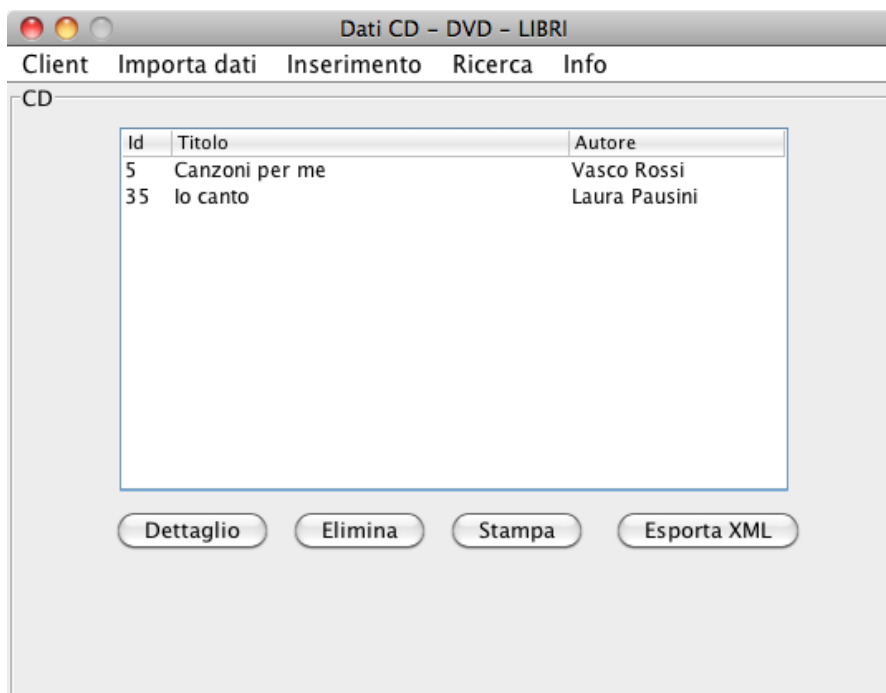 Dati CD – DVD – LIBRI
Client Importa dati Inserimento Ricerca Info
CD
Id Titolo Autore
5 Canzoni per me Vasco Rossi
35 Io canto Laura Pausini
Dettaglio Elimina Stampa Esporta XML